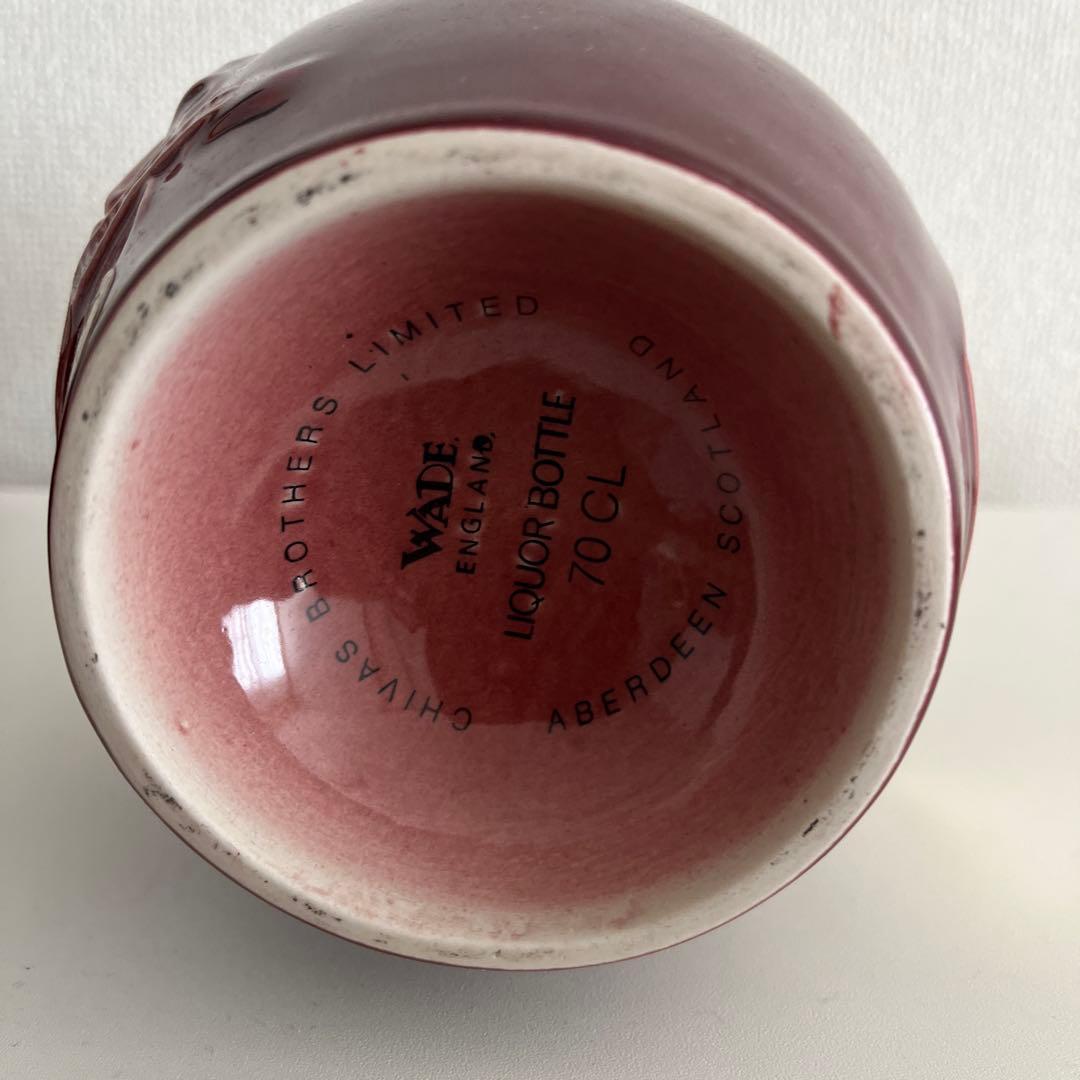 CHIVAS BROTHERS LIMITED
WADE
ENGLAND
LIQUOR BOTTLE
70 CL
ABERDEEN SCOTLAND